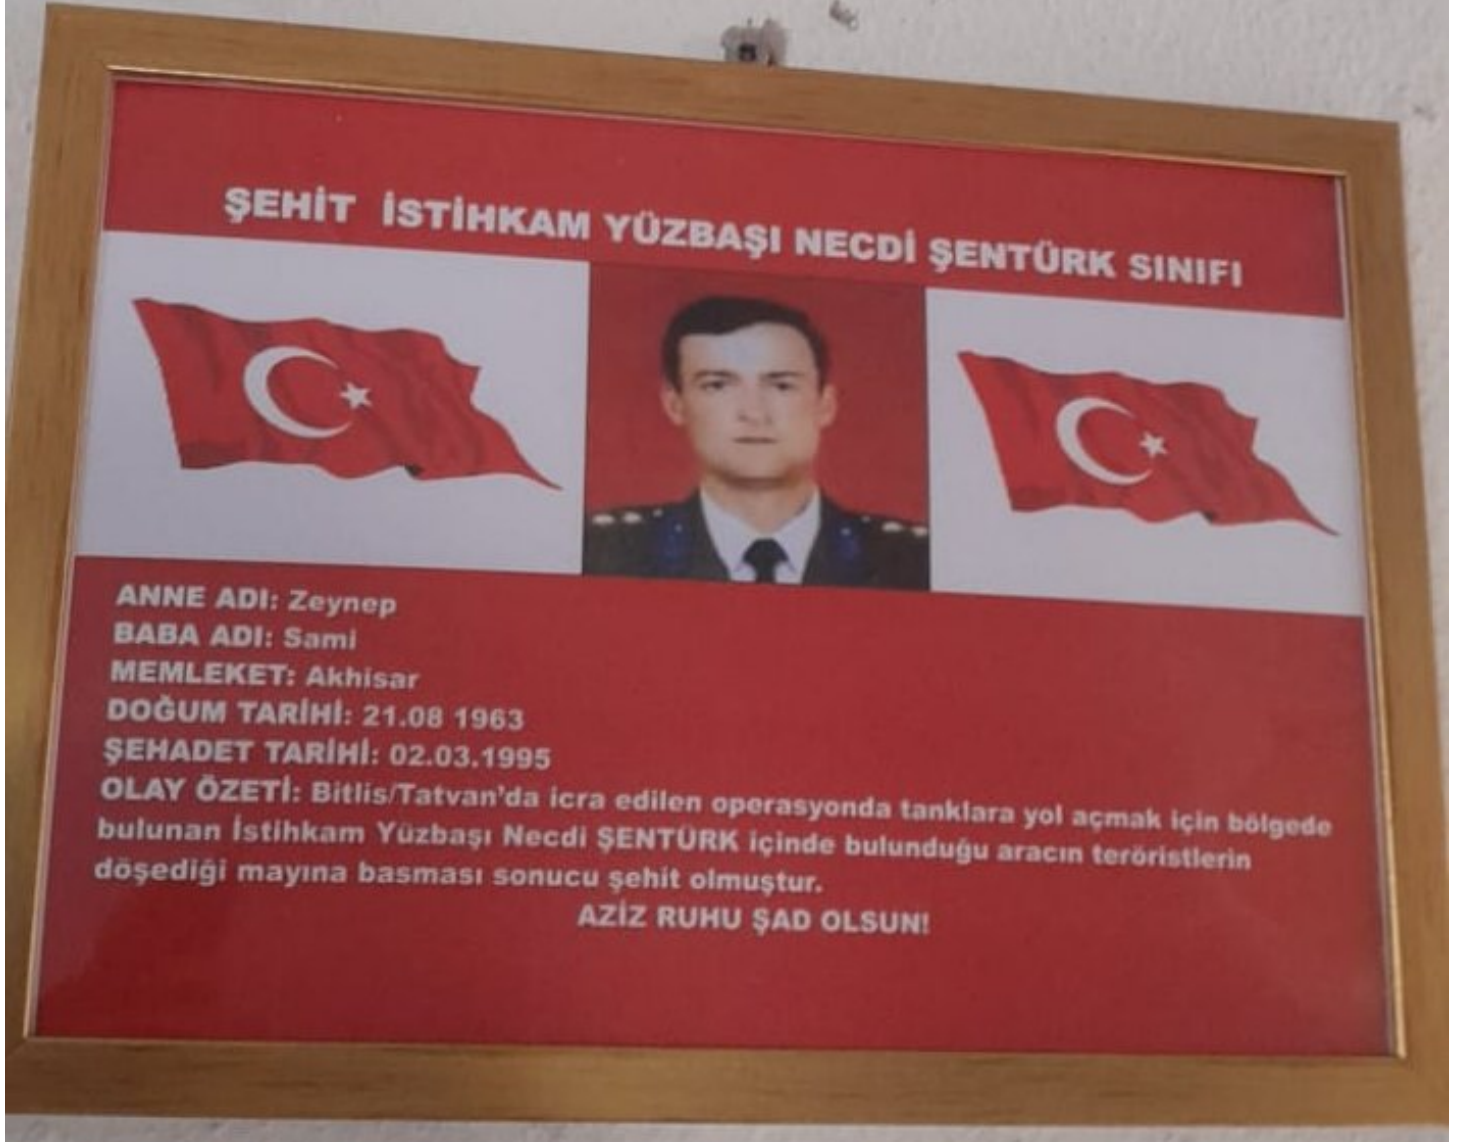 ŞEHİT İSTİHKAM YÜZBAŞI NECDİ ŞENTÜRK SINIFI
ANNE ADI: Zeynep
BABA ADI: Sami
MEMLEKET: Akhisar
DOĞUM TARİHİ: 21.08 1963
ŞEHADET TARİHİ: 02.03.1995
OLAY ÖZETİ: Bitlis/Tatvan'da icra edilen operasyonda tanklara yol açmak için bölgede
bulunan İstihkam Yüzbaşı Necdi ŞENTÜRK içinde bulunduğu aracın teröristlerin
döşediği mayına basması sonucu şehit olmuştur.
AZİZ RUHU ŞAD OLSUN!